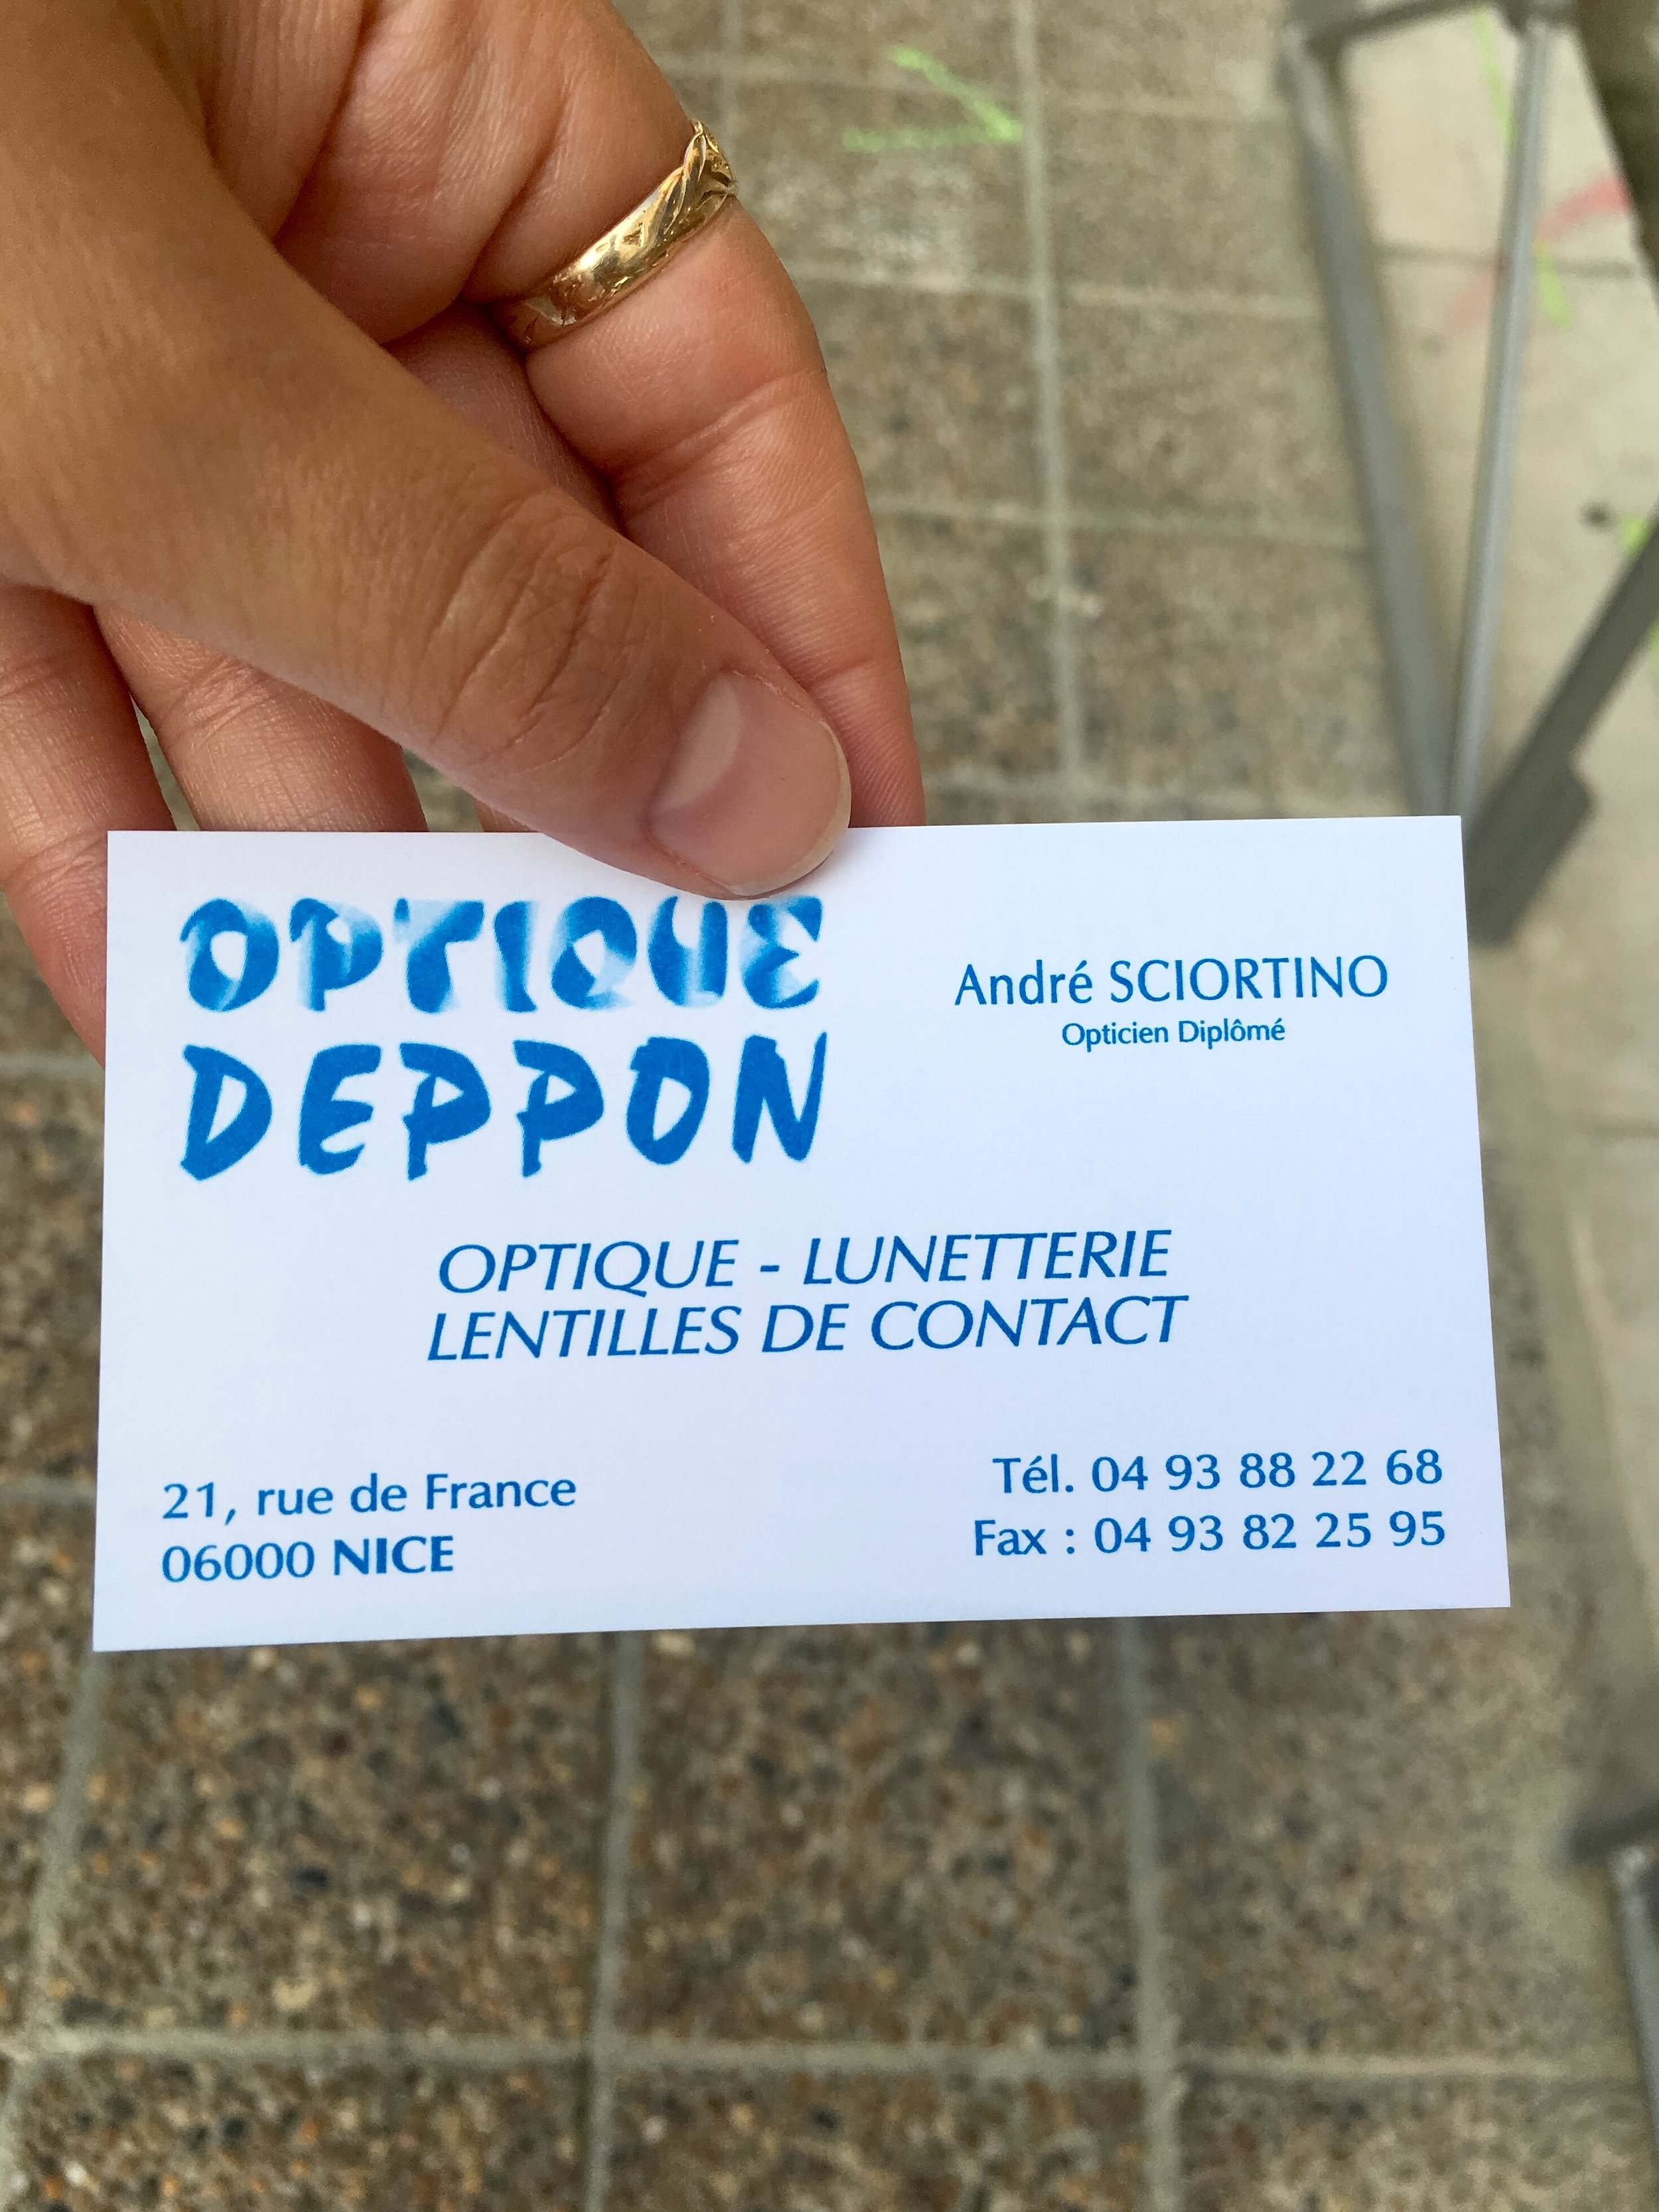 OPTIQUE
DEPPON
André SCIORTINO
Opticien Diplômé
OPTIQUE - LUNETTERIE
LENTILLES DE CONTACT
21, rue de France
06000 NICE
Tél. 04 93 88 22 68
Fax : 04 93 82 25 95